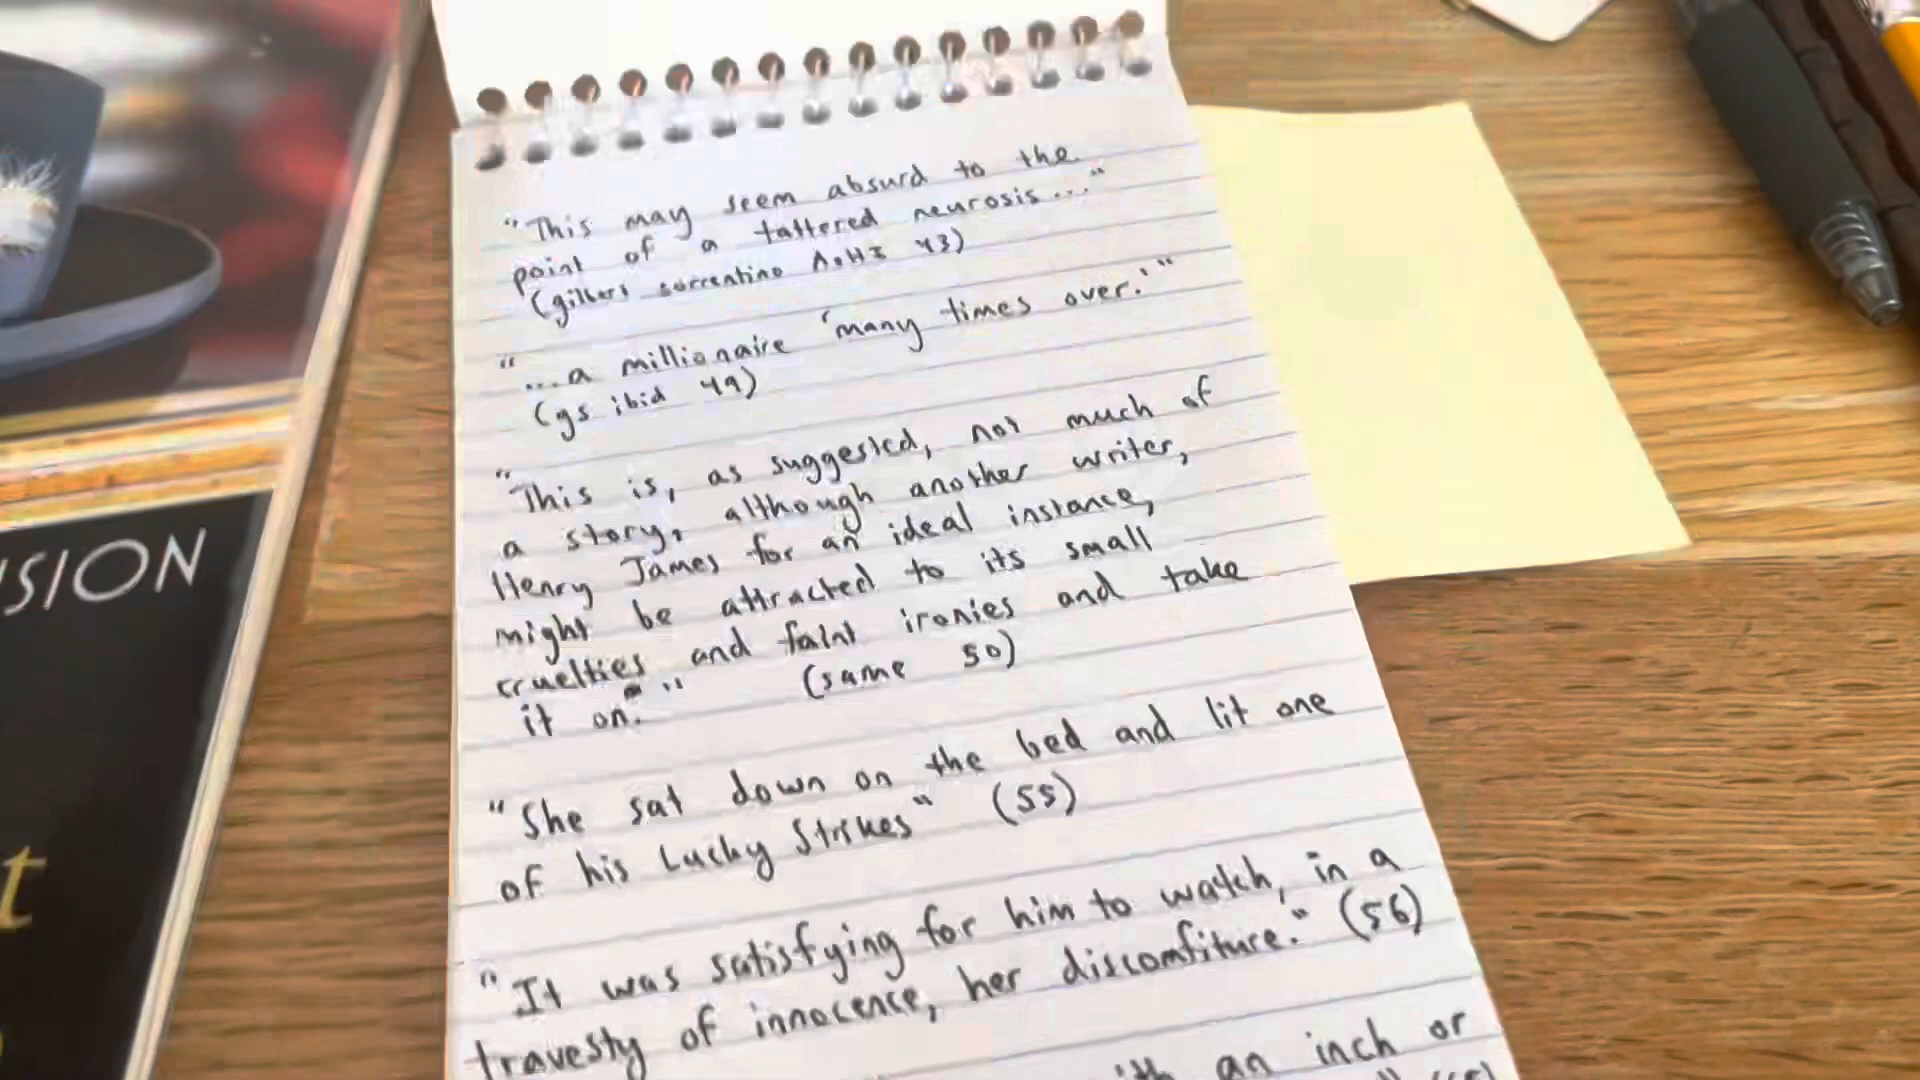 "This may seem absurd to the
point of a tattered neurosis..."
(gilbert sorrentino AoHI 43)
"...a millionaire 'many times over.'"
(gs ibid 49)
"This is, as suggested, not much of
a story, although another writer,
Henry James for an ideal instance,
might be attracted to its small
cruelties and faint ironies and take
it on." (same 50)
"She sat down on the bed and lit one
of his Lucky Strikes" (55)
"It was satisfying for him to watch, in a
travesty of innocence, her discomfiture." (56)
an inch or